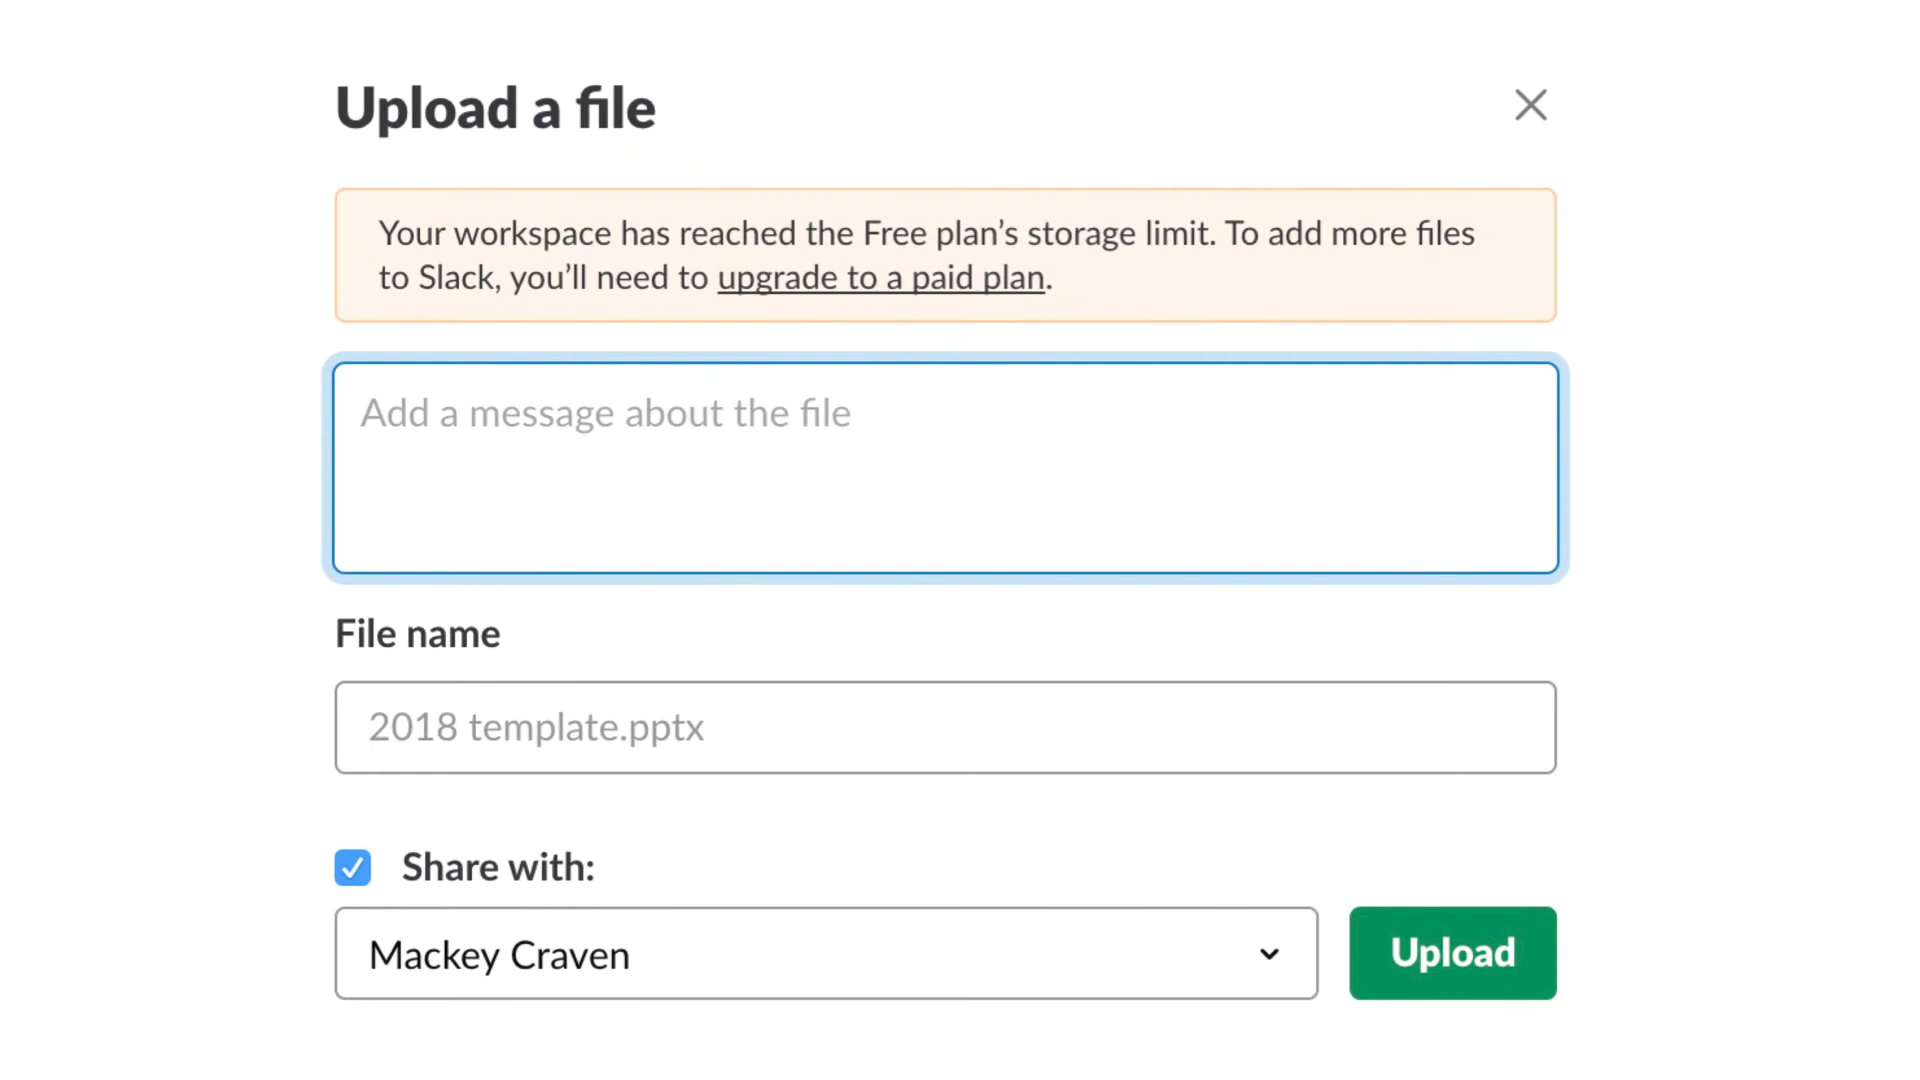 Upload a file
Your workspace has reached the Free plan’s storage limit. To add more files
to Slack, you’ll need to upgrade to a paid plan.
Add a message about the file
File name
2018 template.pptx
Share with:
Mackey Craven
Upload